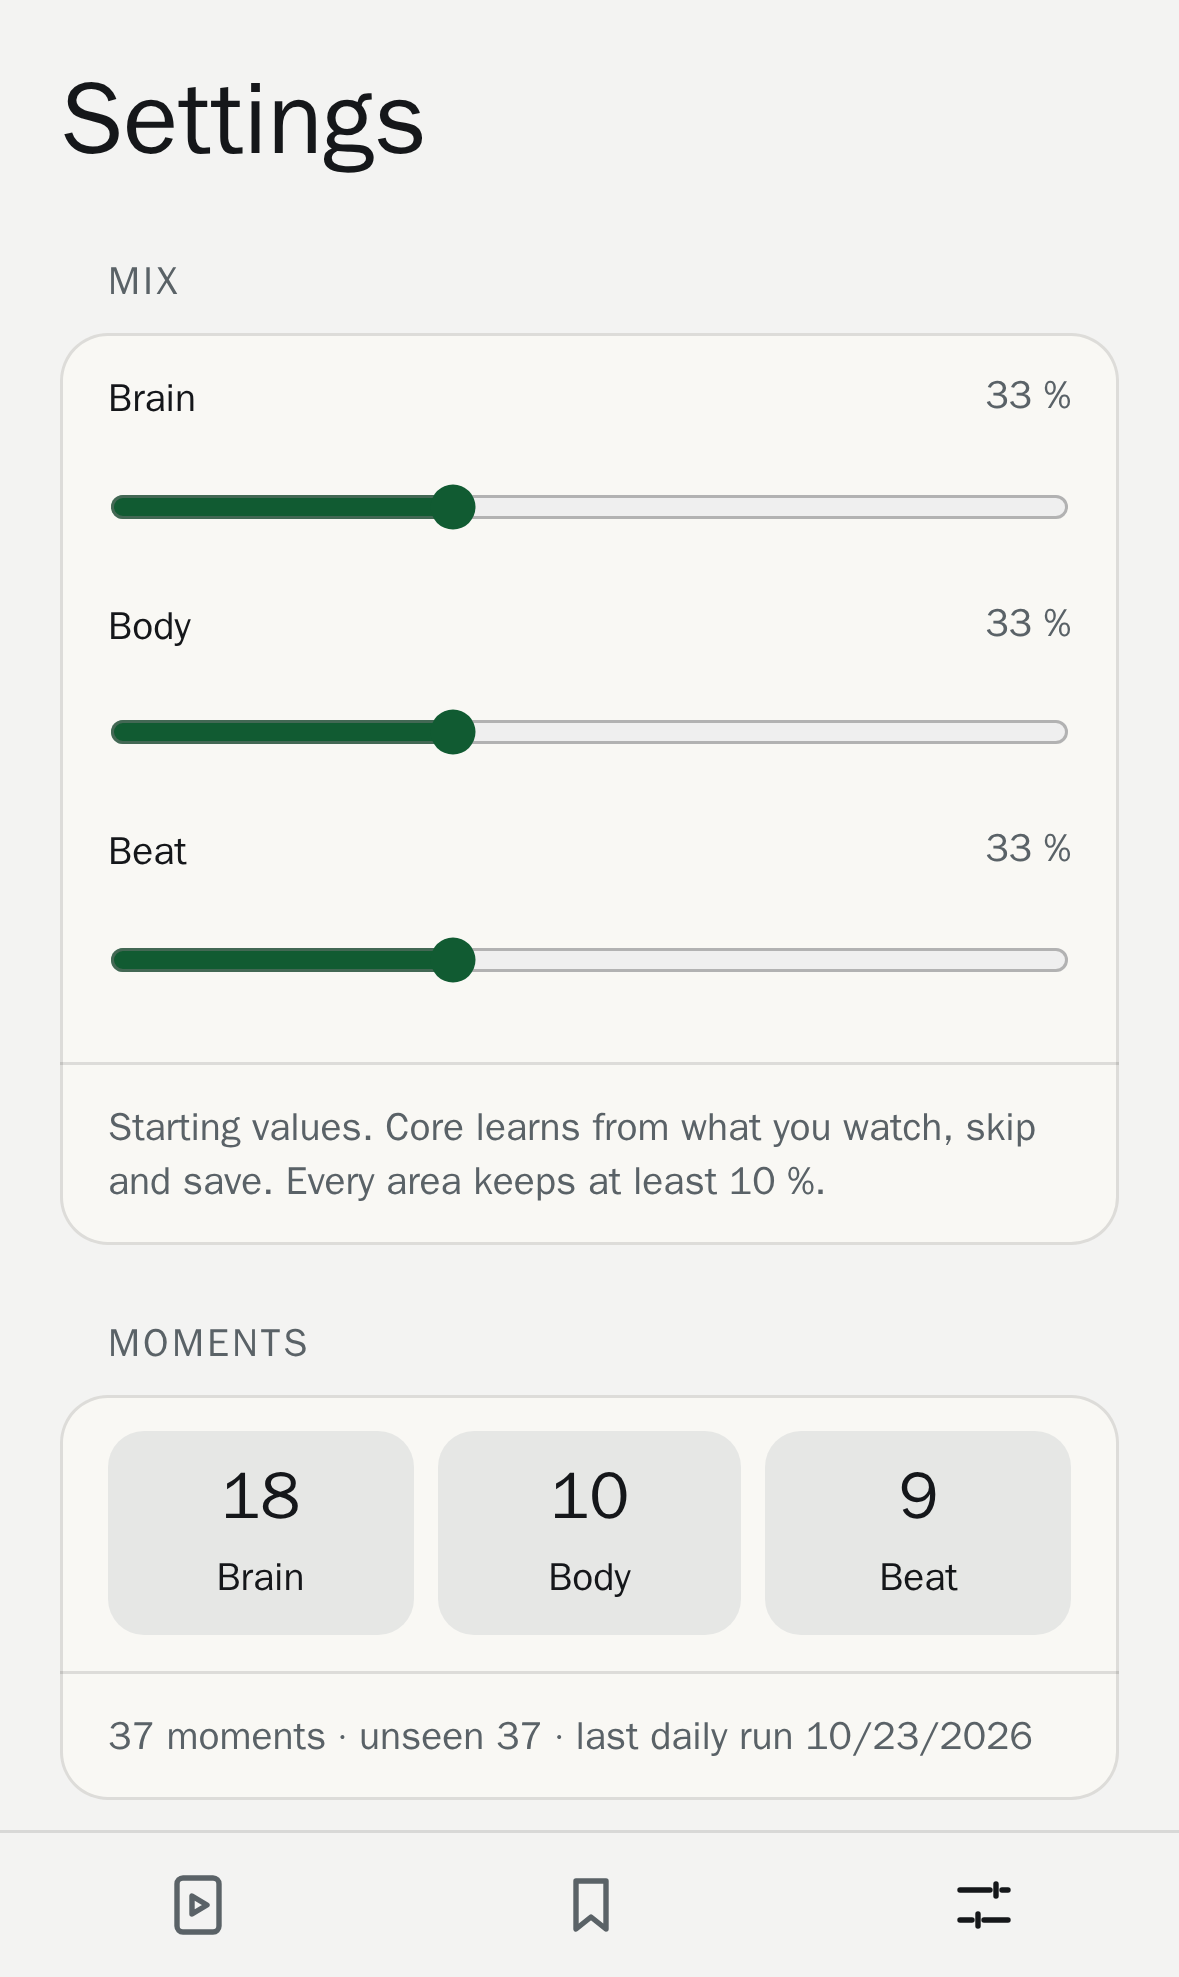 Settings
MIX
Brain 33 %
Body 33 %
Beat 33 %
Starting values. Core learns from what you watch, skip
and save. Every area keeps at least 10 %.
MOMENTS
18 10 9
Brain Body Beat
37 moments · unseen 37 · last daily run 10/23/2026